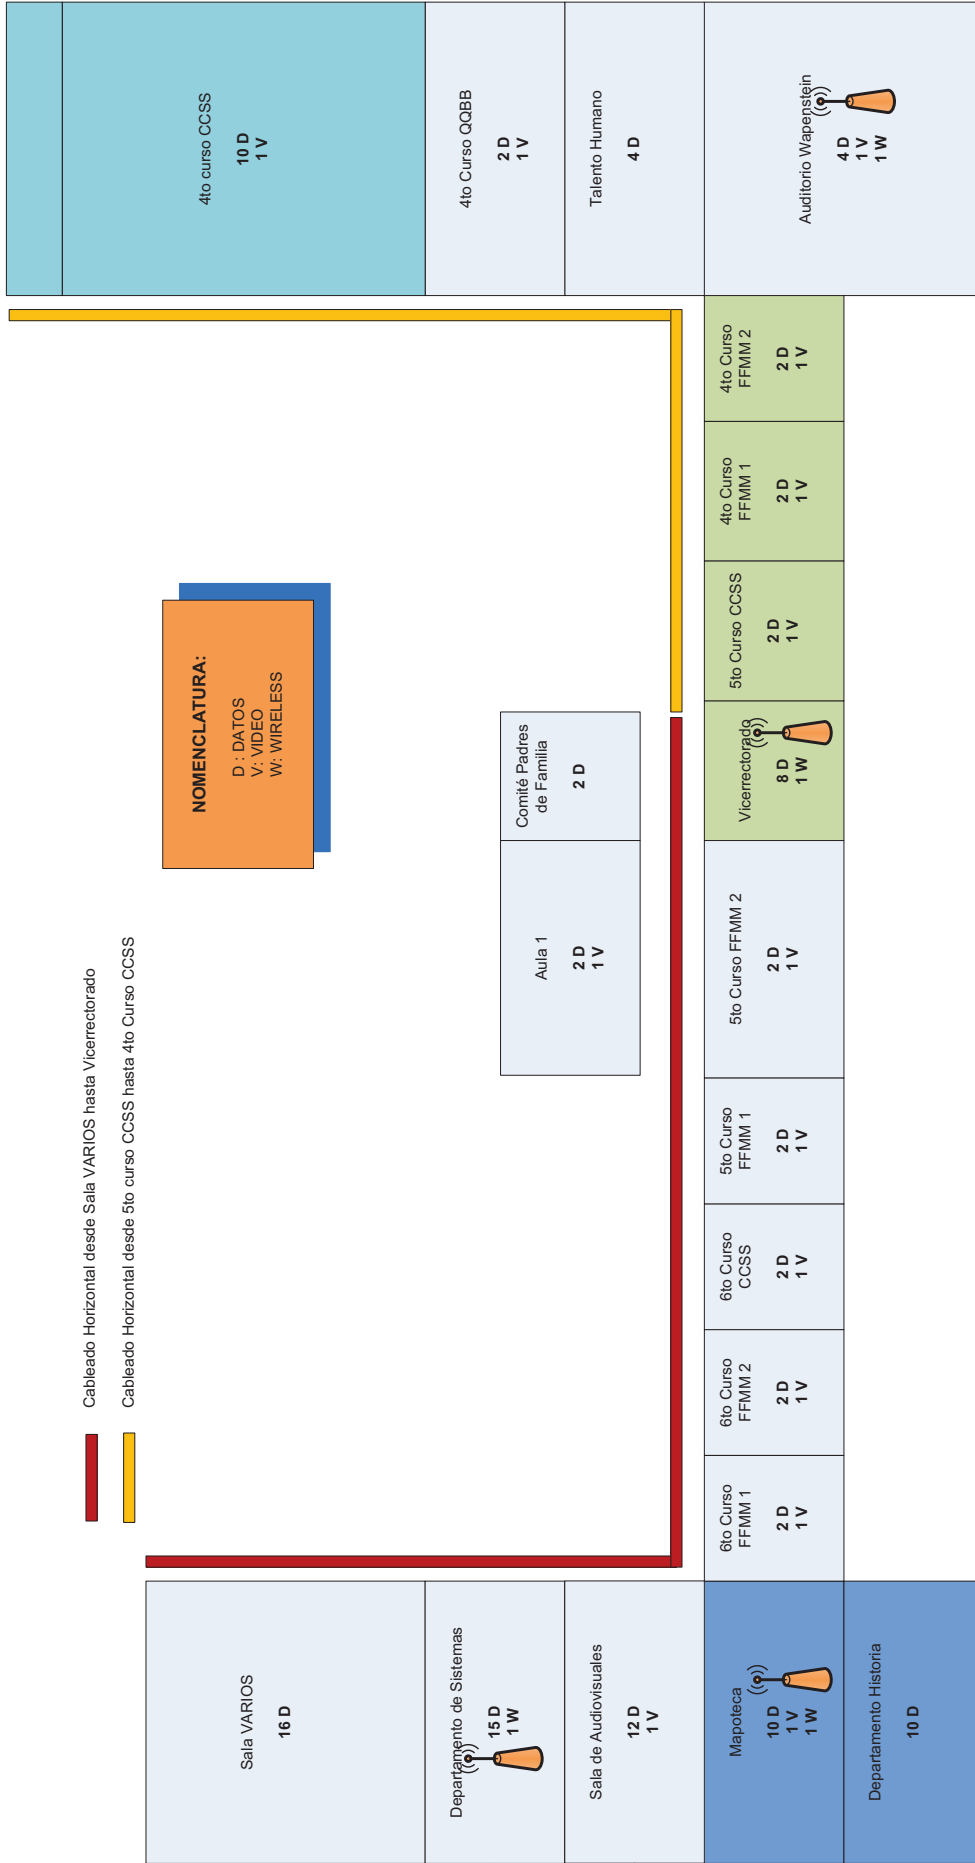 Cableado Horizontal desde Sala VARIOS hasta Vicerrectorado
Cableado Horizontal desde 5to curso CCSS hasta 4to Curso CCSS
NOMENCLATURA:
D : DATOS
V: VIDEO
W: WIRELESS
Sala VARIOS
16 D
Departamento de Sistemas
15 D
1 W
Sala de Audiovisuales
12 D
1 V
Mapoteca
10 D
1 V
1 W
Departamento Historia
10 D
6to Curso
FFMM 1
2 D
1 V
6to Curso
FFMM 2
2 D
1 V
6to Curso
CCSS
2 D
1 V
5to Curso
FFMM 1
2 D
1 V
5to Curso FFMM 2
2 D
1 V
Aula 1
2 D
1 V
Comité Padres
de Familia
2 D
Vicerrectorado
8 D
1 W
5to Curso CCSS
2 D
1 V
4to Curso
FFMM 1
2 D
1 V
4to Curso
FFMM 2
2 D
1 V
4to curso CCSS
10 D
1 V
4to Curso QQBB
2 D
1 V
Talento Humano
4 D
Auditorio Wapenstein
4 D
1 V
1 W